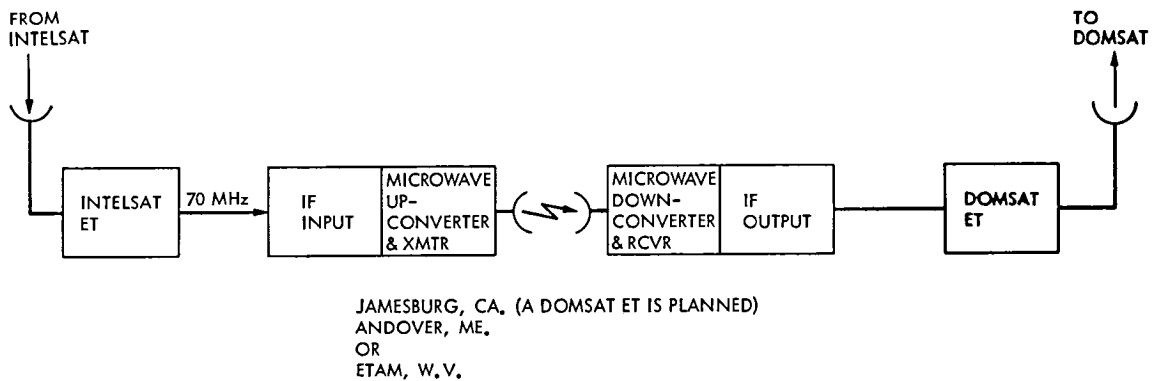 FROM
INTELSAT
TO
DOMSAT
INTELSAT
ET
70 MHz
IF
INPUT
MICROWAVE
UP-
CONVERTER
& XMTR
MICROWAVE
DOWN-
CONVERTER
& RCVR
IF
OUTPUT
DOMSAT
ET
JAMESBURG, CA. (A DOMSAT ET IS PLANNED)
ANDOVER, ME.
OR
ETAM, W.V.